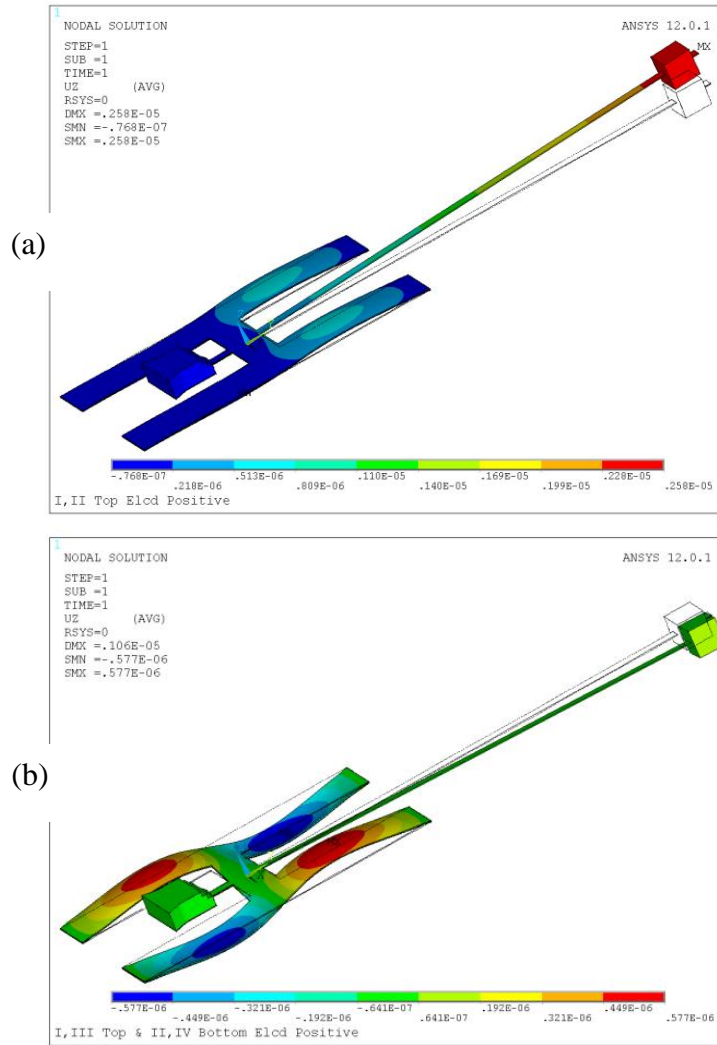 1
NODAL SOLUTION
ANSYS 12.0.1
STEP=1
SUB =1
TIME=1
UZ (AVG)
RSYS=0
DMX =.258E-05
SMN =-.768E-07
SMX =.258E-05
MX
(a)
-.768E-07 .513E-06 .110E-05 .169E-05 .228E-05
.218E-06 .809E-06 .140E-05 .199E-05 .258E-05
I,II Top Elcd Positive
1
NODAL SOLUTION
ANSYS 12.0.1
STEP=1
SUB =1
TIME=1
UZ (AVG)
RSYS=0
DMX =.106E-05
SMN =-.577E-06
SMX =.577E-06
(b)
-.577E-06 -.321E-06 -.641E-07 .192E-06 .449E-06
-.449E-06 -.192E-06 .641E-07 .321E-06 .577E-06
I,III Top & II,IV Bottom Elcd Positive